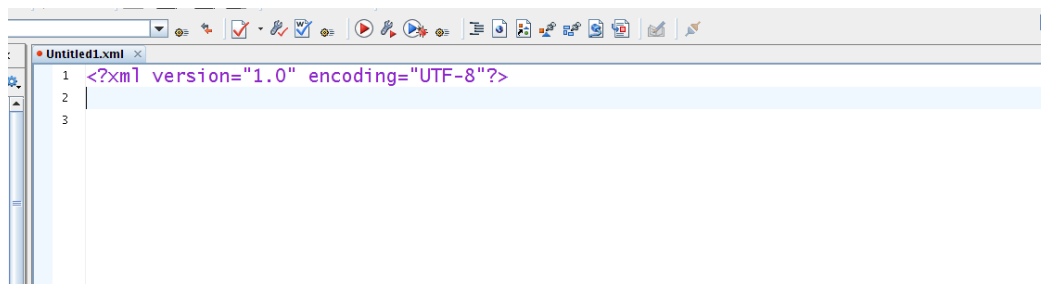 Untitled1.xml
1 <?xml version="1.0" encoding="UTF-8"?>
2
3